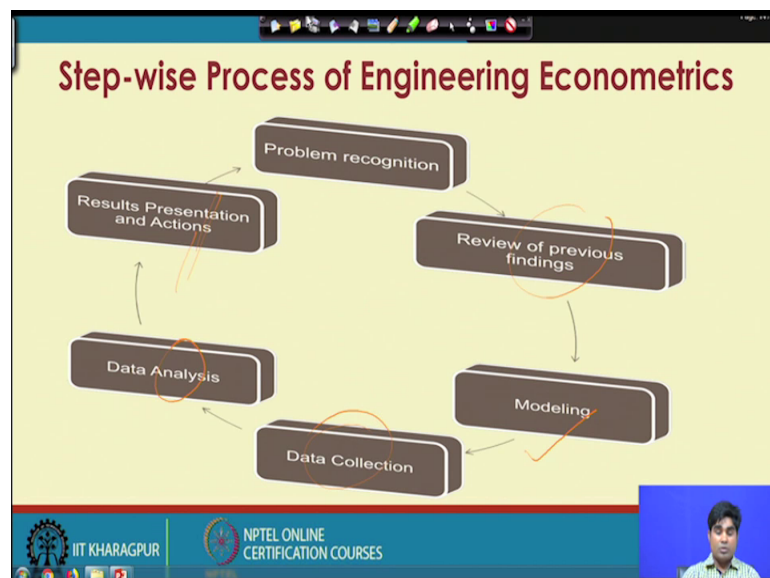 Step-wise Process of Engineering Econometrics
Problem recognition
Review of previous
findings
Modeling
Data Collection
Data Analysis
Results Presentation
and Actions
IIT KHARAGPUR
NPTEL ONLINE
CERTIFICATION COURSES